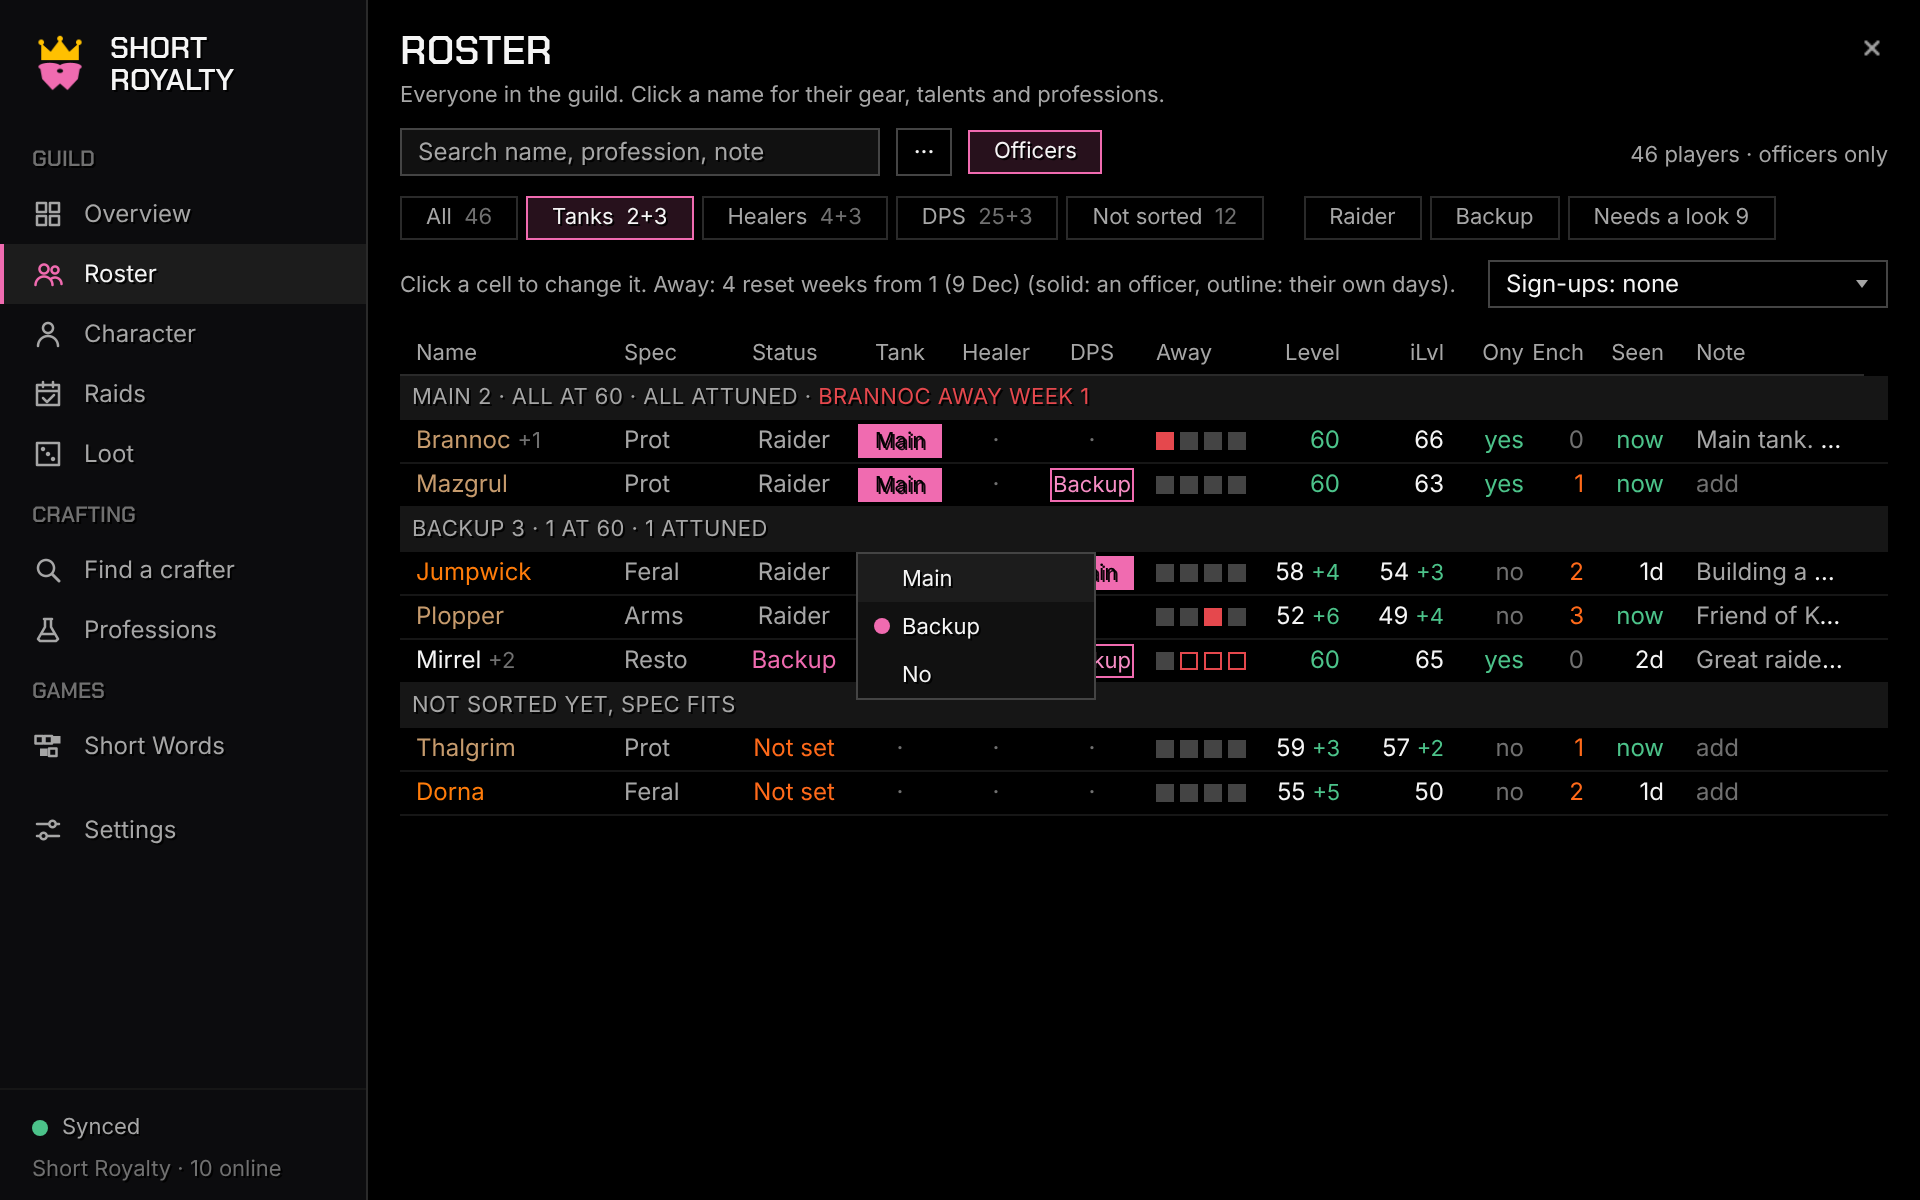 SHORT
ROYALTY
GUILD
Overview
Roster
Character
Raids
Loot
CRAFTING
Find a crafter
Professions
GAMES
Short Words
Settings
Synced
Short Royalty · 10 online
ROSTER
Everyone in the guild. Click a name for their gear, talents and professions.
Search name, profession, note ... Officers 46 players · officers only
All 46 Tanks 2+3 Healers 4+3 DPS 25+3 Not sorted 12 Raider Backup Needs a look 9
Click a cell to change it. Away: 4 reset weeks from 1 (9 Dec) (solid: an officer, outline: their own days). Sign-ups: none
Name Spec Status Tank Healer DPS Away Level iLvl Ony Ench Seen Note
MAIN 2 · ALL AT 60 · ALL ATTUNED · BRANNOC AWAY WEEK 1
Brannoc +1 Prot Raider Main · · 60 66 yes 0 now Main tank. ...
Mazgrul Prot Raider Main · Backup 60 63 yes 1 now add
BACKUP 3 · 1 AT 60 · 1 ATTUNED
Jumpwick Feral Raider 58 +4 54 +3 no 2 1d Building a ...
Plopper Arms Raider 52 +6 49 +4 no 3 now Friend of K...
Mirrel +2 Resto Backup kup 60 65 yes 0 2d Great raide...
Main
Backup
No
NOT SORTED YET, SPEC FITS
Thalgrim Prot Not set · · · 59 +3 57 +2 no 1 now add
Dorna Feral Not set · · · 55 +5 50 no 2 1d add